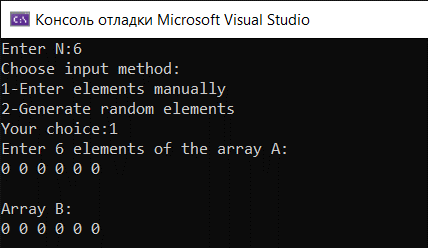 Консоль отладки Microsoft Visual Studio
Enter N:6
Choose input method:
1-Enter elements manually
2-Generate random elements
Your choice:1
Enter 6 elements of the array A:
0 0 0 0 0 0
Array B:
0 0 0 0 0 0